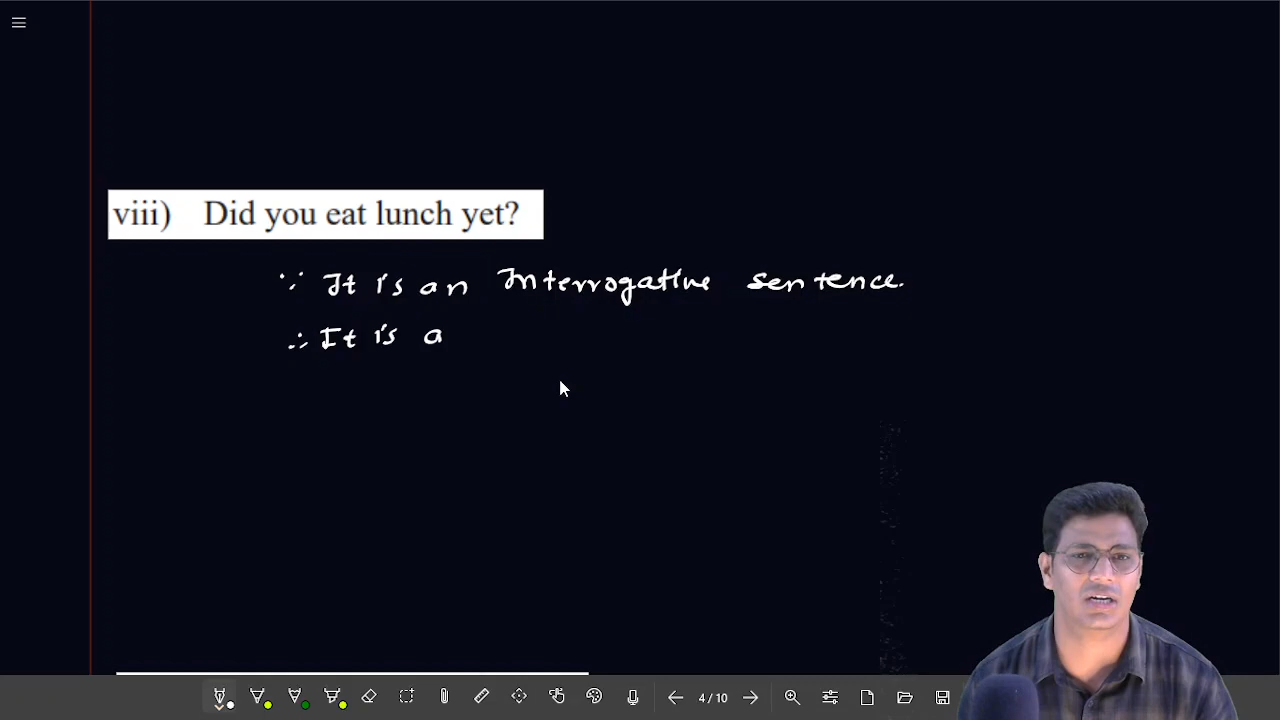 viii) Did you eat lunch yet?
∵ It is an Interrogative sentence.
∴ It is a
4/10